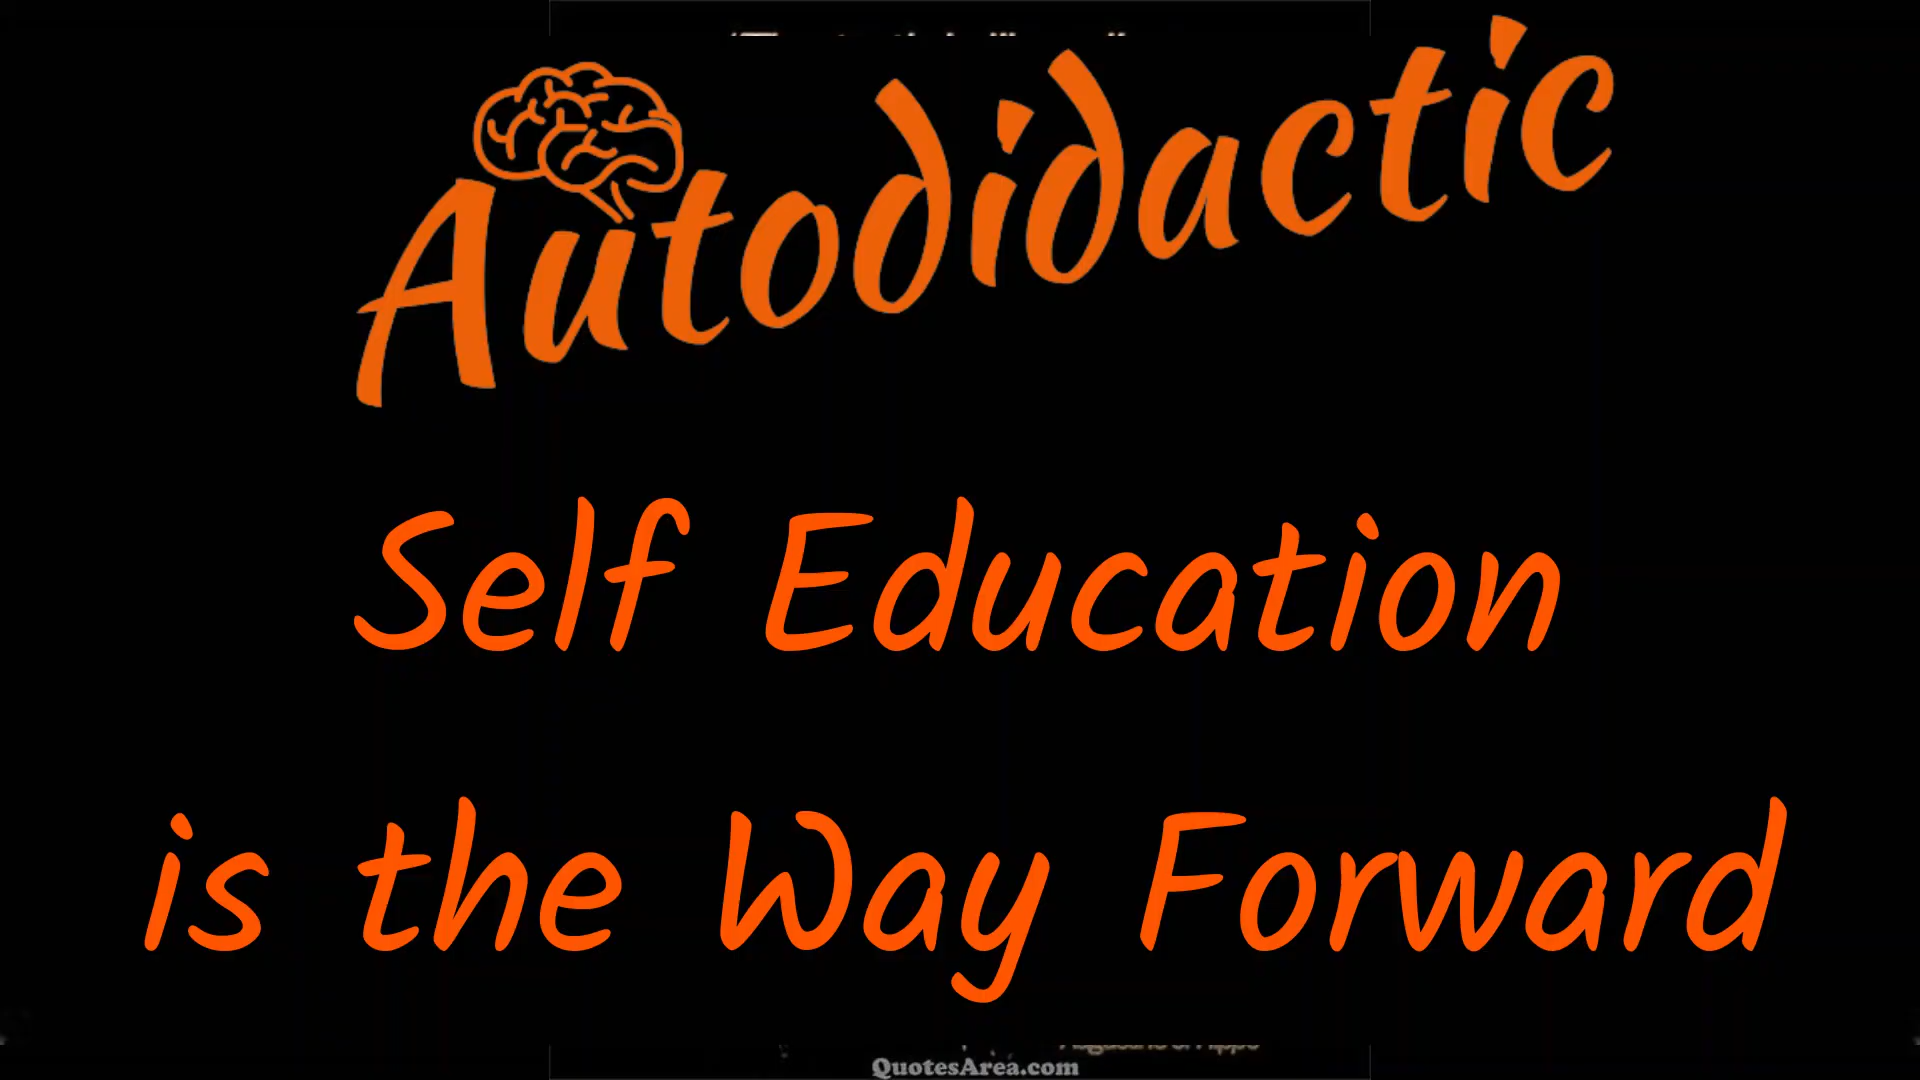 Autodidactic
Self Education
is the Way Forward
QuotesArea.com